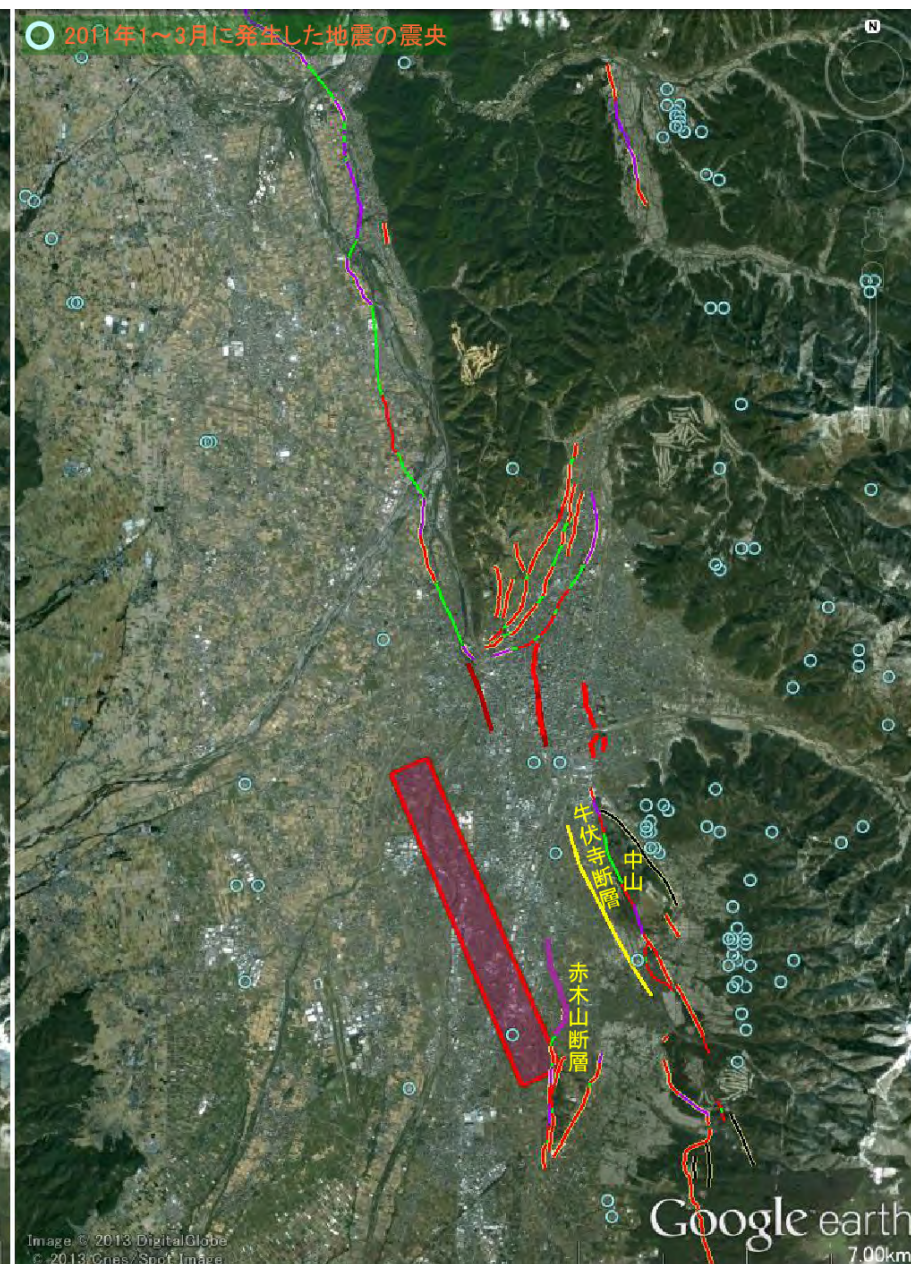 2011年1～3月に発生した地震の震央
N
牛伏寺断層
中山
赤木山断層
Image © 2013 DigitalGlobe
© 2013 Cnes/Spot Image
Google earth
7.00km